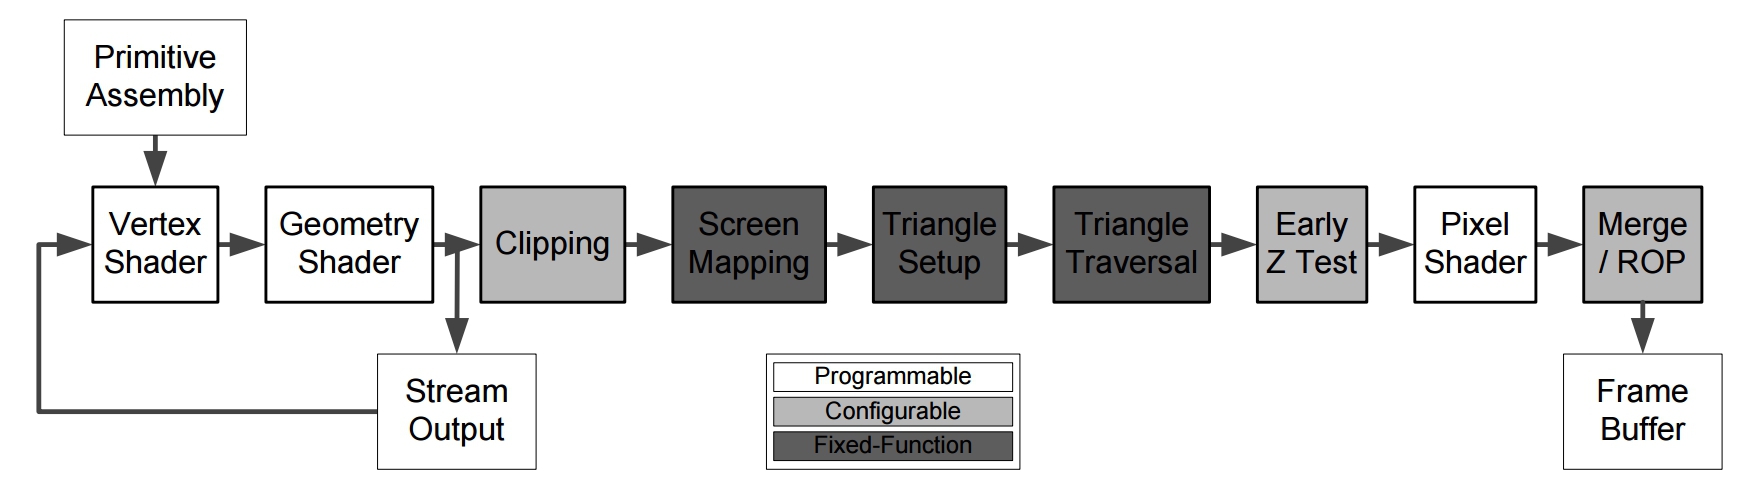 Primitive
Assembly
Vertex
Shader
Geometry
Shader
Clipping
Screen
Mapping
Triangle
Setup
Triangle
Traversal
Early
Z Test
Pixel
Shader
Merge
/ ROP
Stream
Output
Programmable
Configurable
Fixed-Function
Frame
Buffer